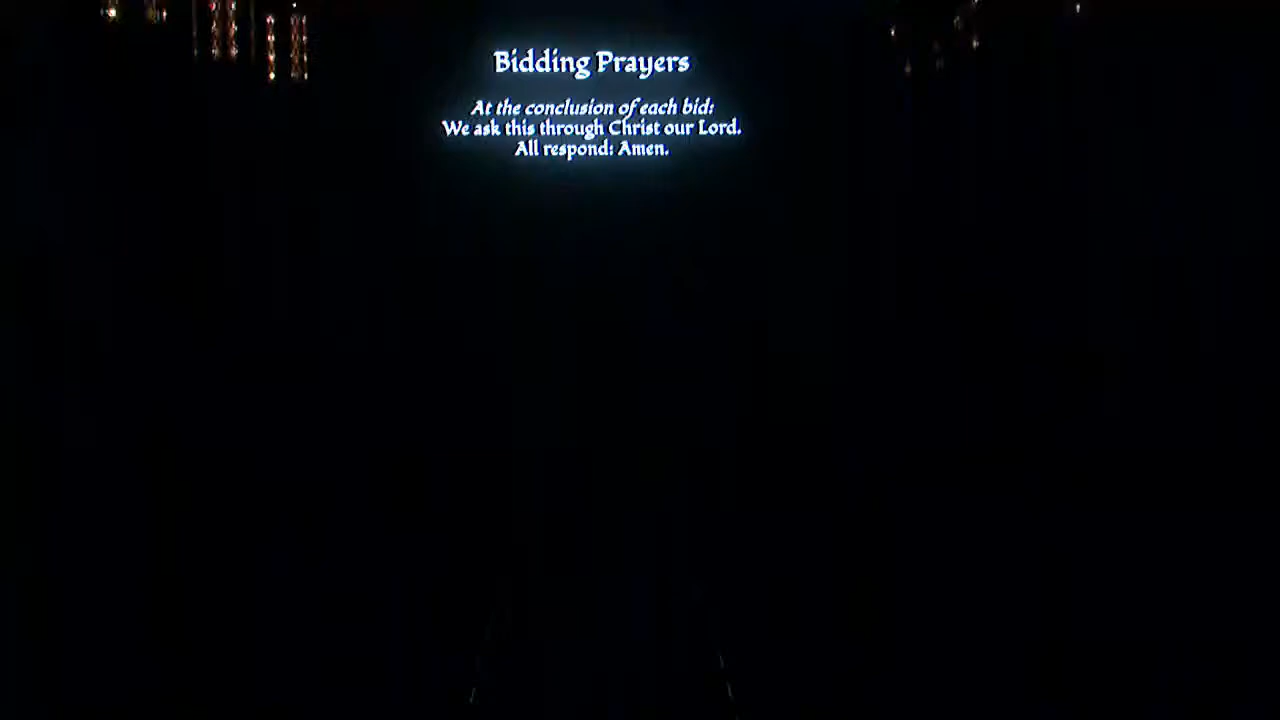 Bidding Prayers
At the conclusion of each bid:
We ask this through Christ our Lord.
All respond: Amen.